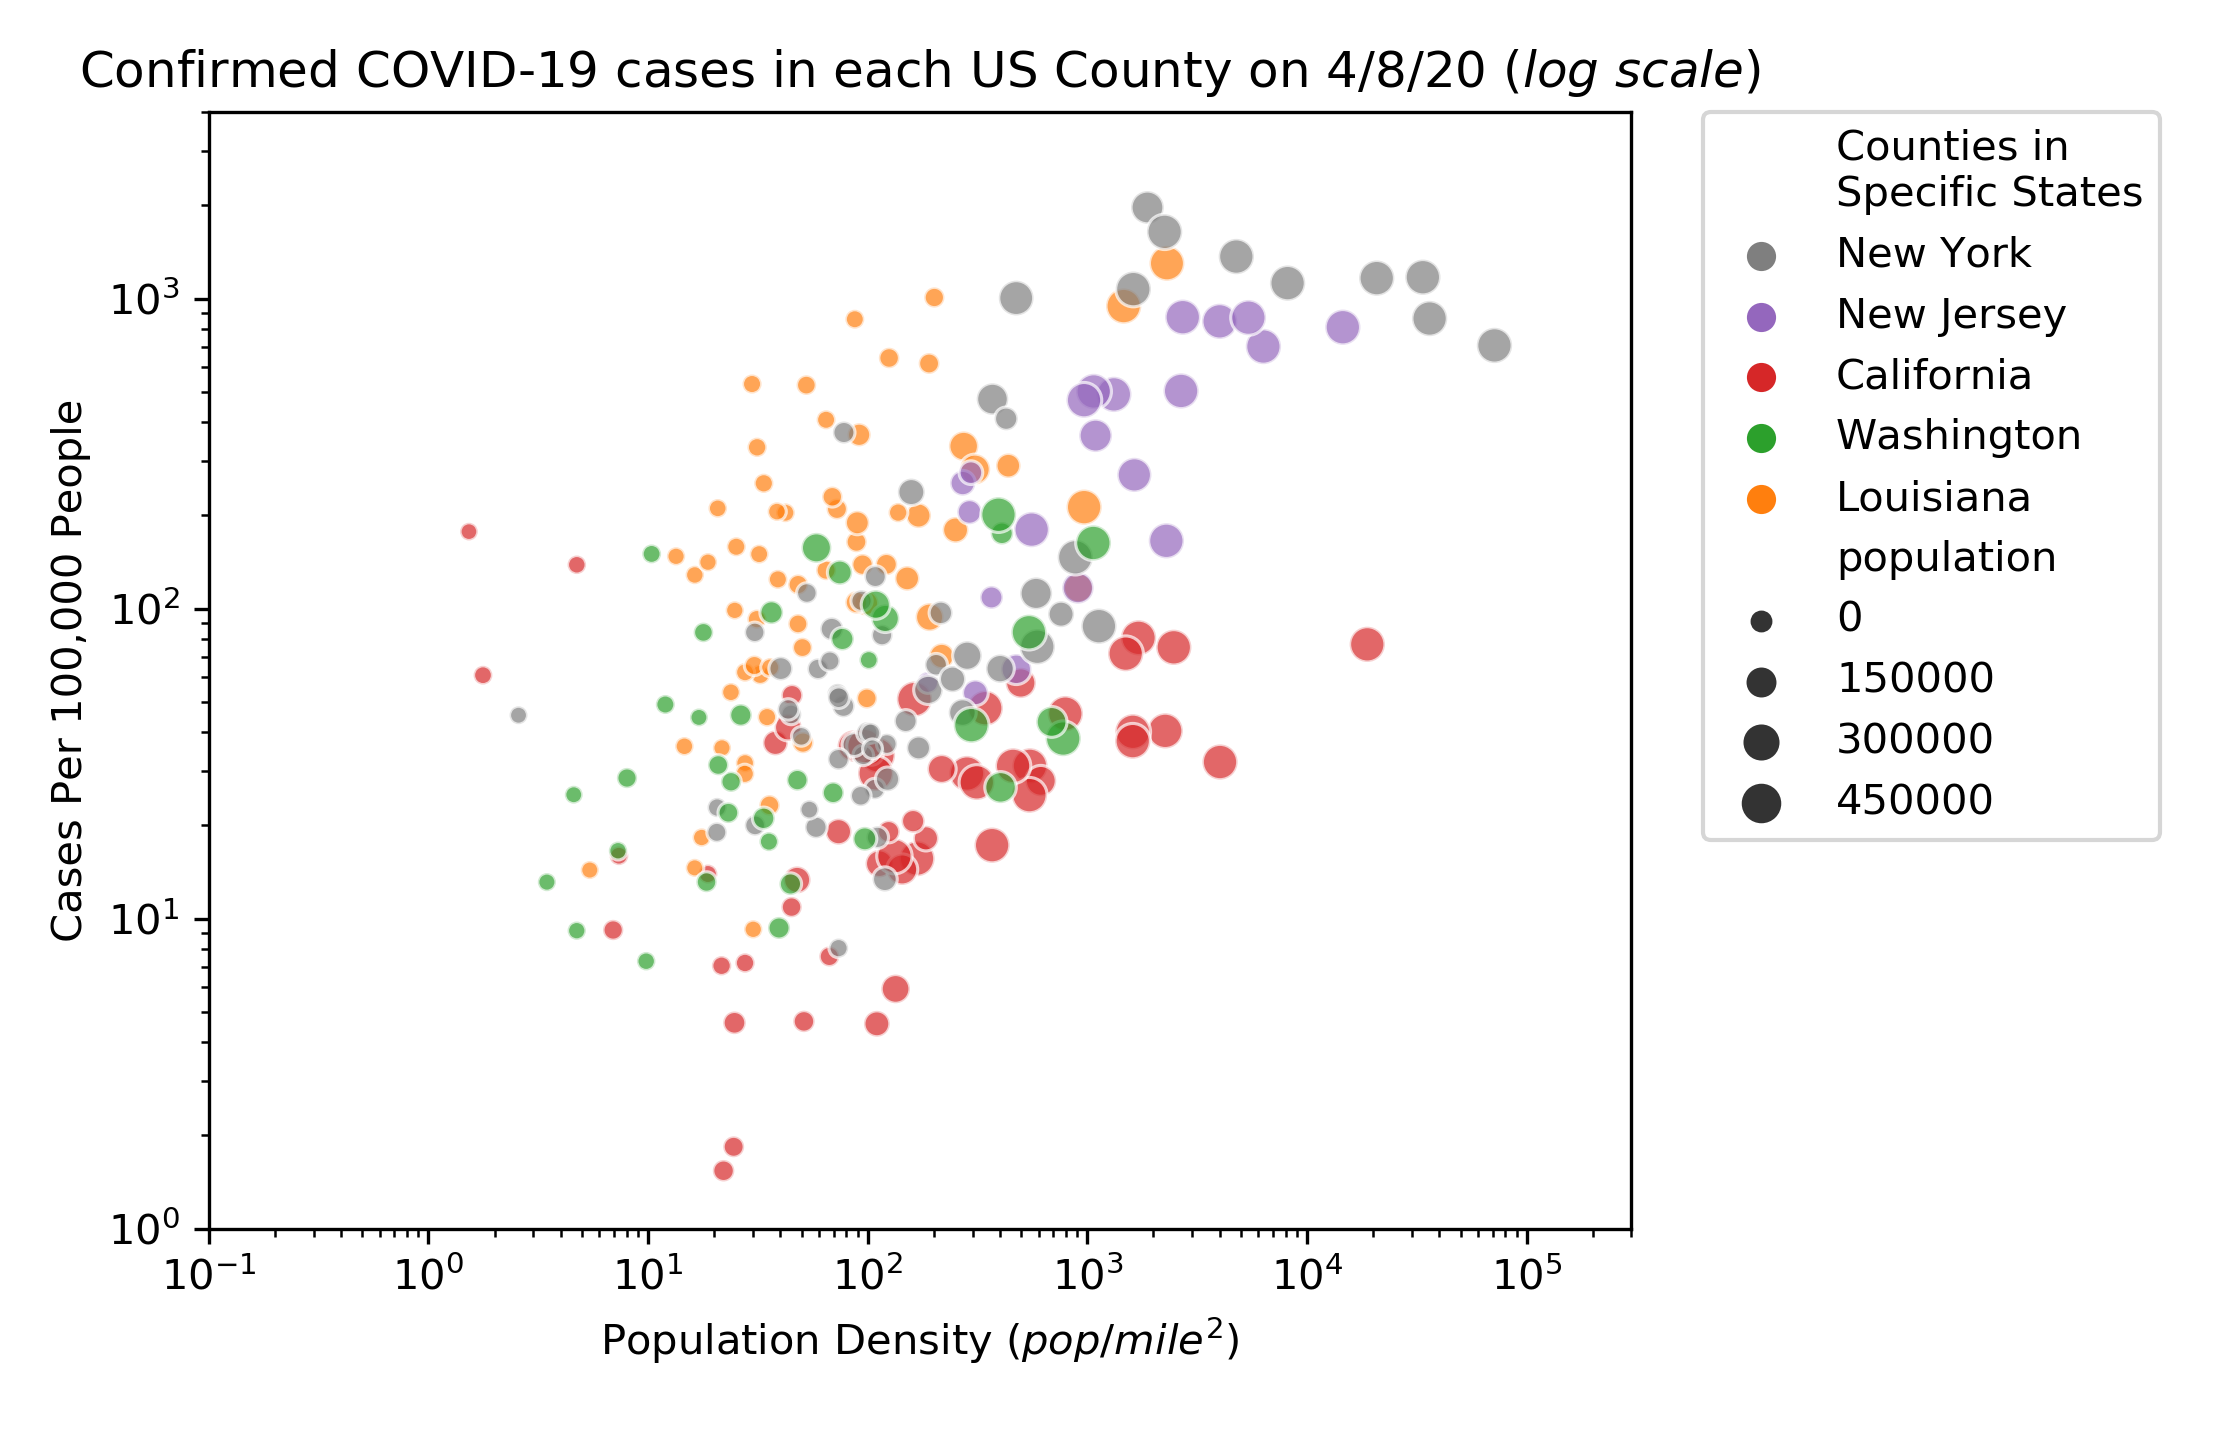 Confirmed COVID-19 cases in each US County on 4/8/20 (log scale)
Counties in
Specific States
New York
New Jersey
California
Washington
Louisiana
population
0
150000
300000
450000
Cases Per 100,000 People
10³
10²
10¹
10⁰
10⁻¹ 10⁰ 10¹ 10² 10³ 10⁴ 10⁵
Population Density (pop/mile²)